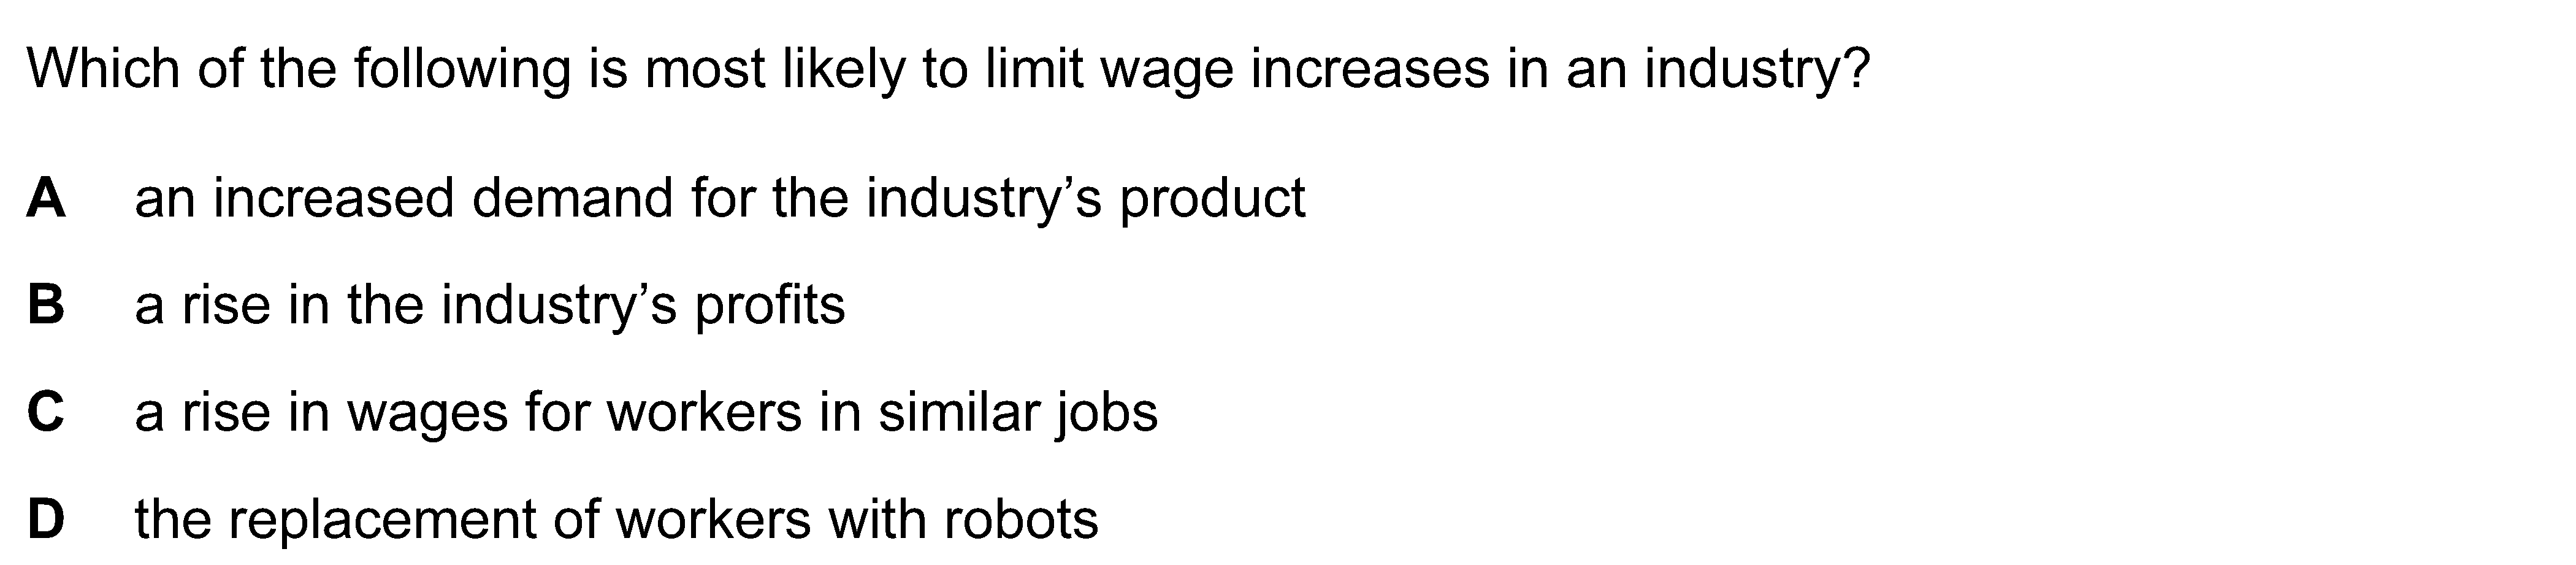 Which of the following is most likely to limit wage increases in an industry?
A an increased demand for the industry’s product
B a rise in the industry’s profits
C a rise in wages for workers in similar jobs
D the replacement of workers with robots